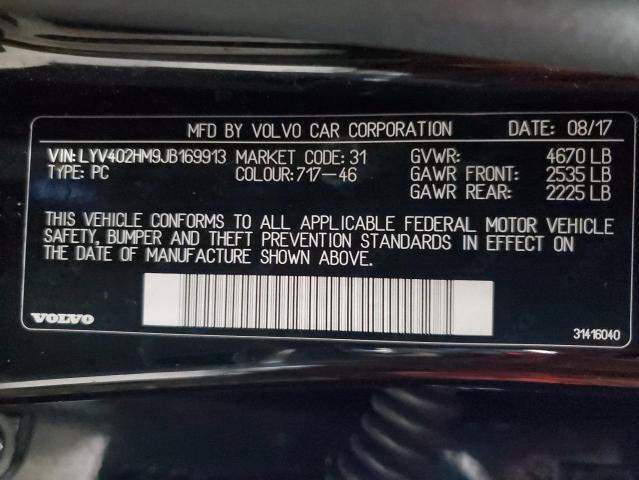 MFD BY VOLVO CAR CORPORATION DATE: 08/17
VIN: LYV402HM9JB169913 MARKET CODE: 31 GVWR: 4670 LB
TYPE: PC COLOUR: 717-46 GAWR FRONT: 2535 LB
GAWR REAR: 2225 LB
THIS VEHICLE CONFORMS TO ALL APPLICABLE FEDERAL MOTOR VEHICLE
SAFETY, BUMPER AND THEFT PREVENTION STANDARDS IN EFFECT ON
THE DATE OF MANUFACTURE SHOWN ABOVE.
VOLVO
31416040